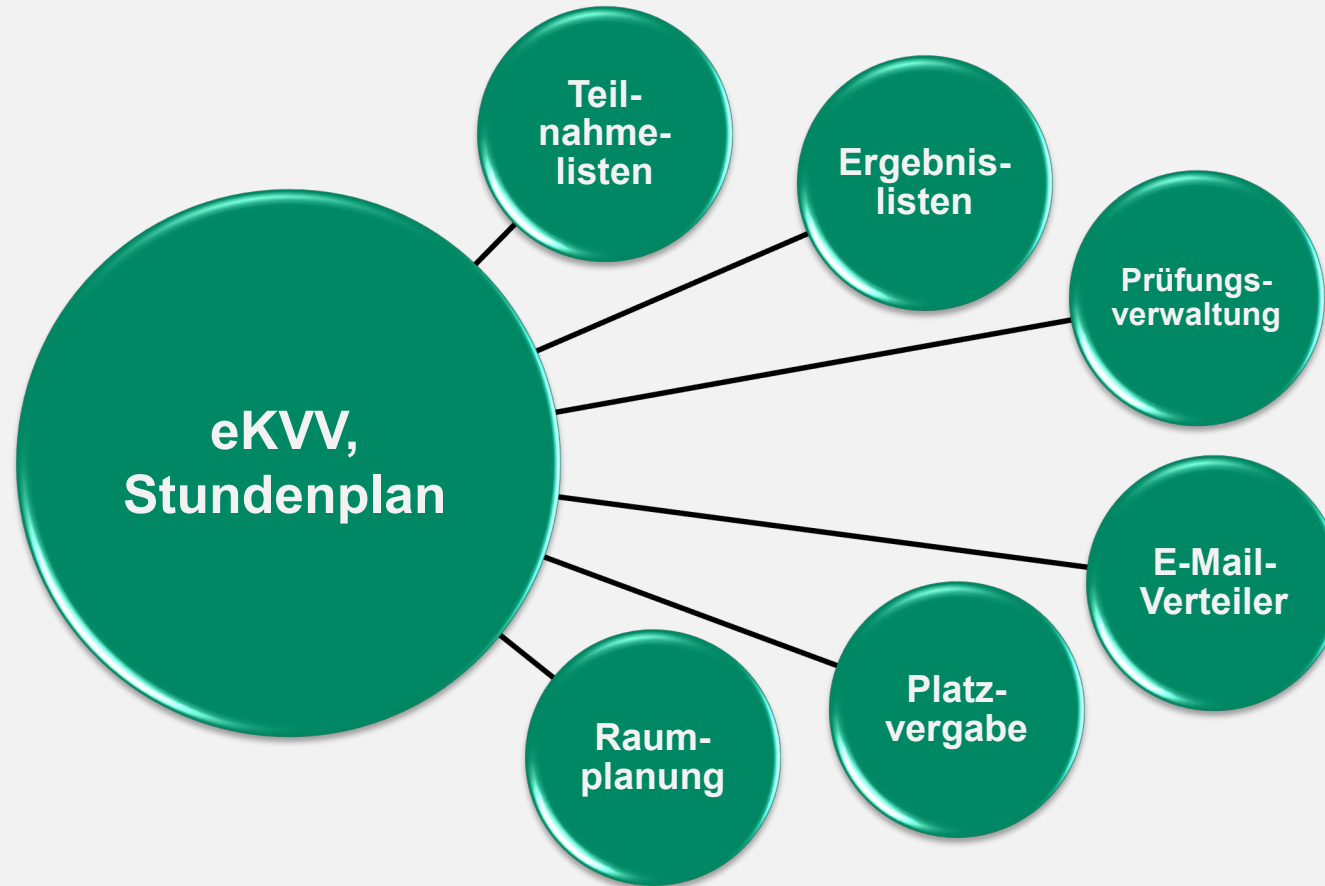 Teil-
nahme-
listen
Ergebnis-
listen
Prüfungs-
verwaltung
eKVV,
Stundenplan
E-Mail-
Verteiler
Platz-
vergabe
Raum-
planung